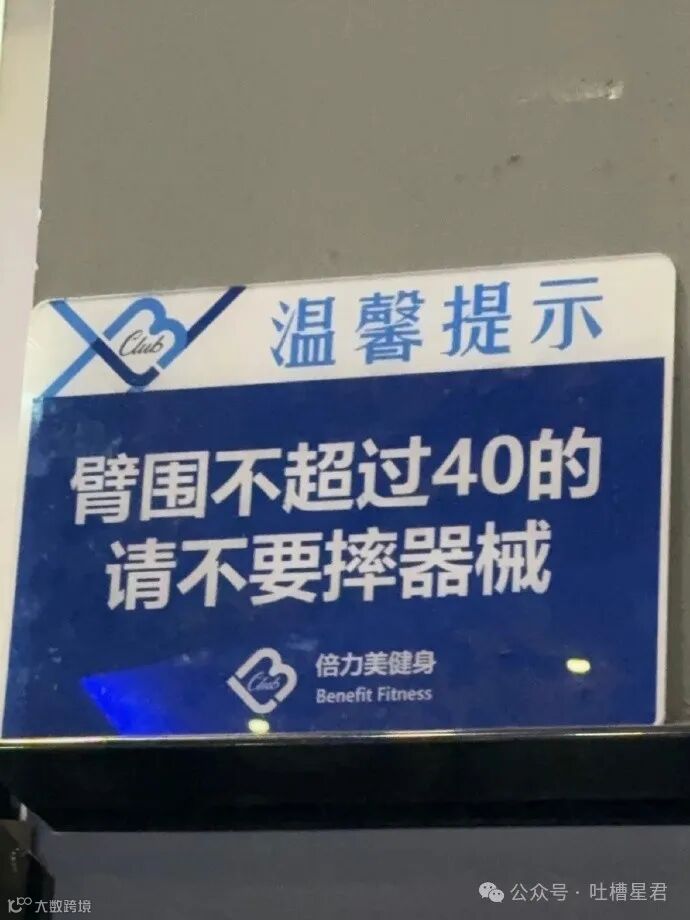 Club
温馨提示
臂围不超过40的
请不要摔器械
Club
倍力美健身
Benefit Fitness
公众号·吐槽星君
大数跨境